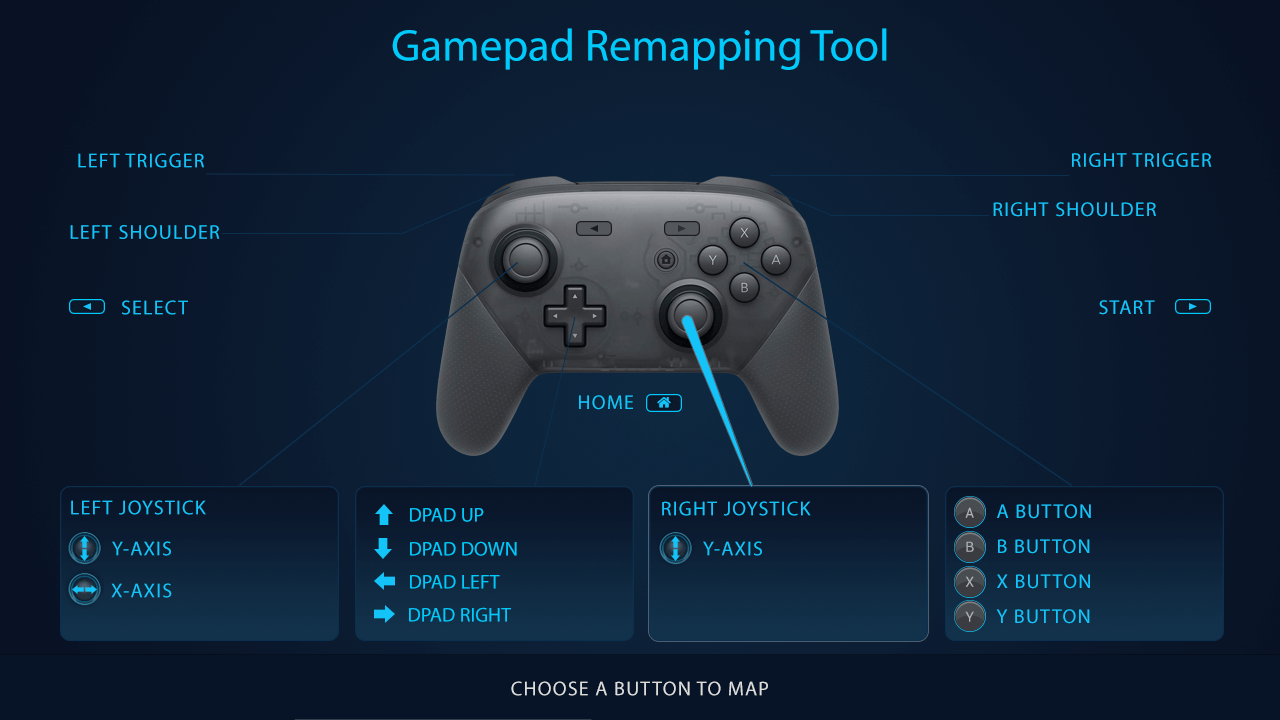 Gamepad Remapping Tool
LEFT TRIGGER
RIGHT TRIGGER
RIGHT SHOULDER
LEFT SHOULDER
X
Y
A
B
SELECT
START
HOME
LEFT JOYSTICK
Y-AXIS
X-AXIS
DPAD UP
DPAD DOWN
DPAD LEFT
DPAD RIGHT
RIGHT JOYSTICK
Y-AXIS
A A BUTTON
B B BUTTON
X X BUTTON
Y Y BUTTON
CHOOSE A BUTTON TO MAP